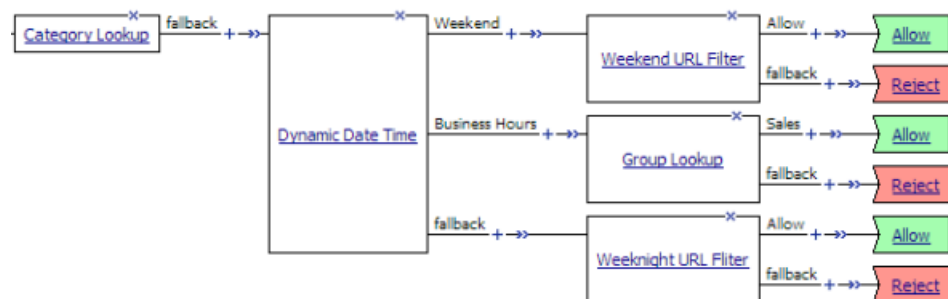 Category Lookup
fallback
Dynamic Date Time
Weekend
Weekend URL Filter
Allow
Allow
fallback
Reject
Business Hours
Group Lookup
Sales
Allow
fallback
Reject
fallback
Weeknight URL Fliter
Allow
Allow
fallback
Reject